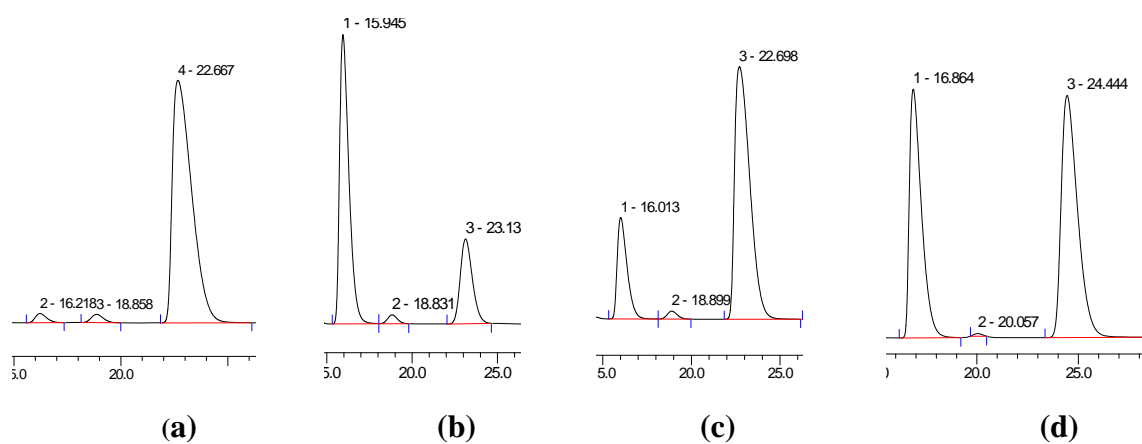 4 - 22.667
2 - 16.2183 - 18.858
5.0 20.0
(a)
1 - 15.945
2 - 18.831
3 - 23.13
5.0 20.0 25.0
(b)
1 - 16.013
2 - 18.899
3 - 22.698
5.0 20.0 25.0
(c)
1 - 16.864
2 - 20.057
3 - 24.444
20.0 25.0
(d)